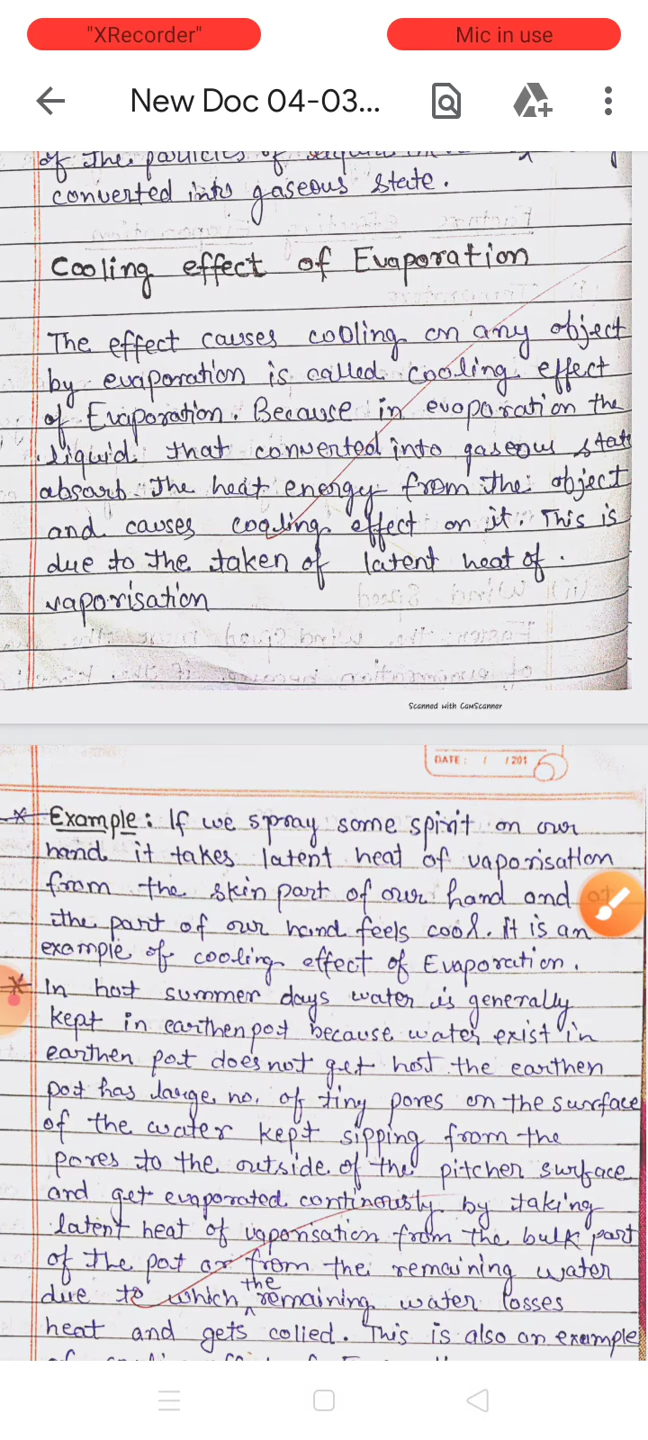 "XRecorder"
Mic in use
New Doc 04-03...
of the particles of
converted into gaseous state.
Cooling effect of Evaporation
The effect causes cooling on any object
by evaporation is called cooling effect
of Evaporation. Because in evoporation the
liquid that converted into gaseous state
absorb the heat energy from the object
and causes cooling effect on it. This is
due to the taken of latent heat of
vaporisation
Scanned with CamScanner
DATE: / /201
* Example: If we spray some spirit on our
hand it takes latent heat of vaporisation
from the skin part of our hand and
the part of our hand feels cool. It is an
example of cooling effect of Evaporation.
* In hot summer days water is generally
kept in earthenpot because water exist in
earthen pot does not get hot. the earthen
pot has large no. of tiny pores on the surface
of the water kept sipping from the
pores to the outside of the pitcher surface
and get evaporated continously by taking
latent heat of vaporisation from the bulk part
of the pot or from the remaining water
due to which the remaining water losses
heat and gets colied. This is also an example